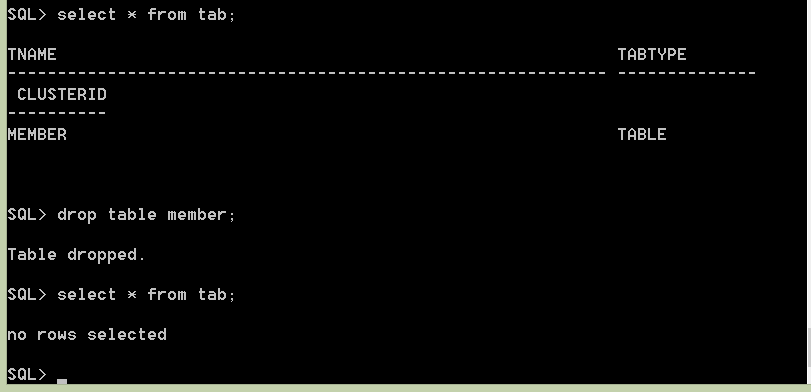 SQL> select * from tab;
TNAME                                                        TABTYPE
------------------------------------------------------------ --------------
 CLUSTERID
----------
MEMBER                                                       TABLE
SQL> drop table member;
Table dropped.
SQL> select * from tab;
no rows selected
SQL>